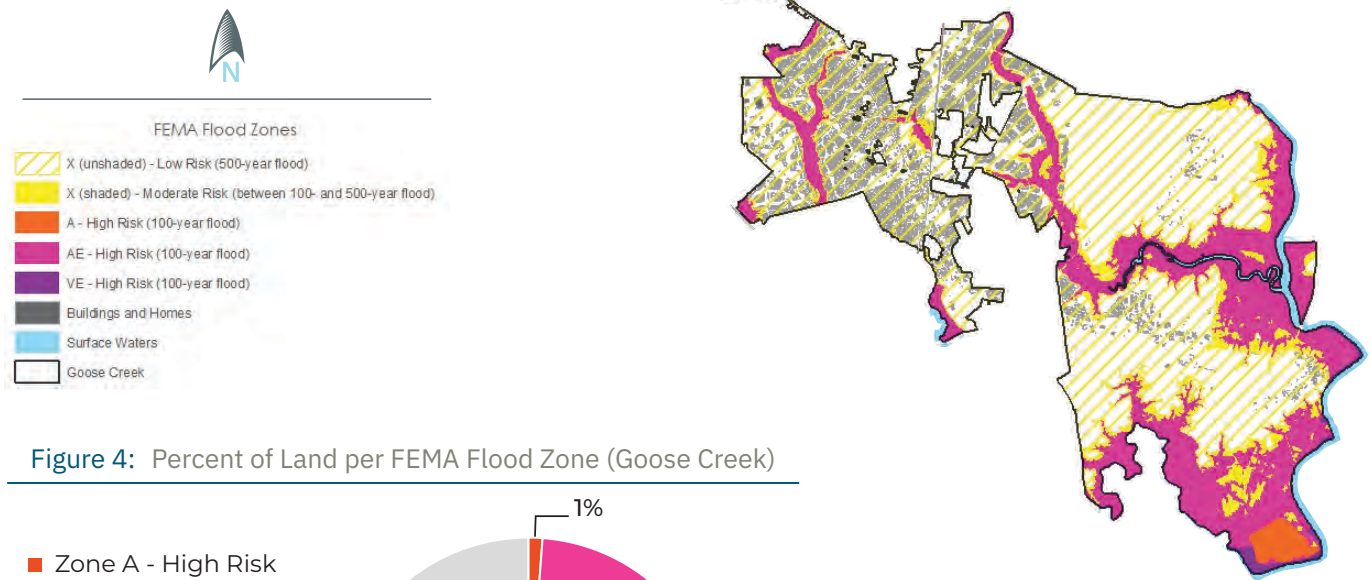 N
FEMA Flood Zones
X (unshaded) - Low Risk (500-year flood)
X (shaded) - Moderate Risk (between 100- and 500-year flood)
A - High Risk (100-year flood)
AE - High Risk (100-year flood)
VE - High Risk (100-year flood)
Buildings and Homes
Surface Waters
Goose Creek
Figure 4: Percent of Land per FEMA Flood Zone (Goose Creek)
1%
Zone A - High Risk